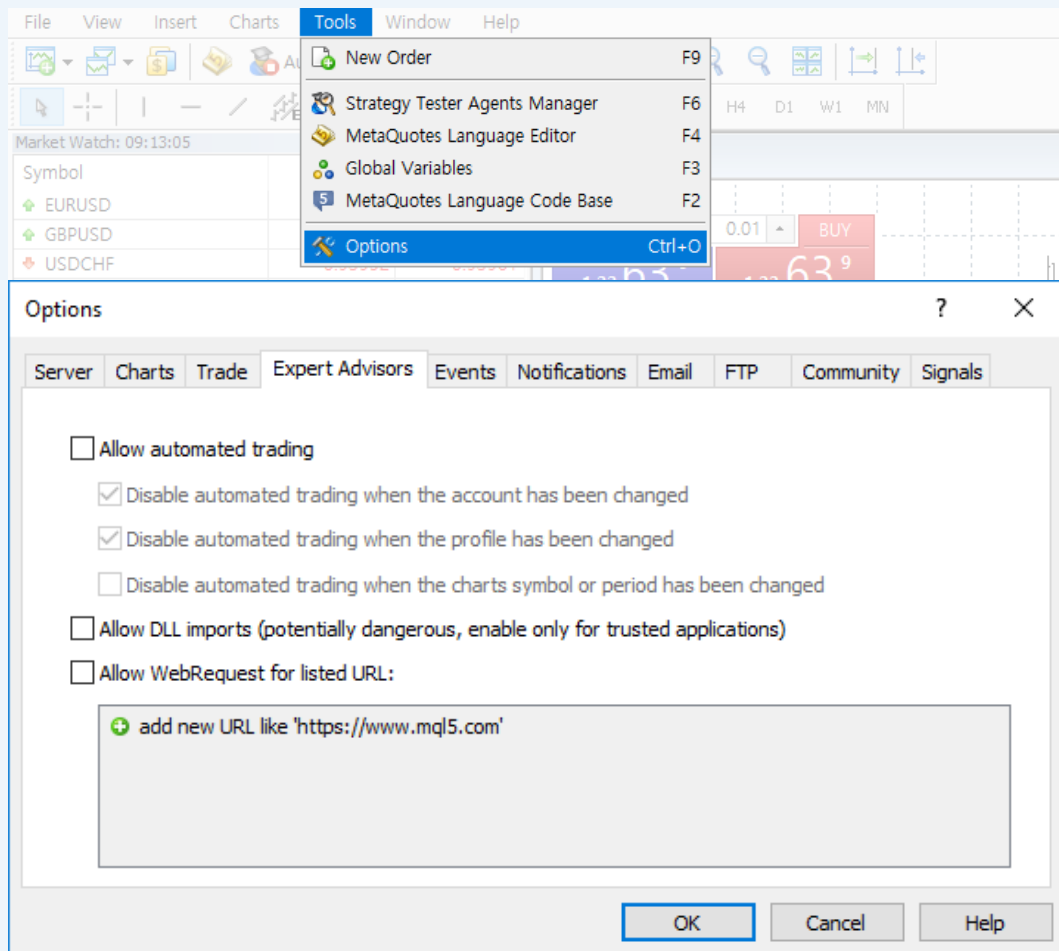 File View Insert Charts Tools Window Help
New Order F9
Strategy Tester Agents Manager F6
H4 D1 W1 MN
MetaQuotes Language Editor F4
Market Watch: 09:13:05
Global Variables F3
Symbol
MetaQuotes Language Code Base F2
EURUSD
GBPUSD
0.01 BUY
Options Ctrl+O
USDCHF
63 9
Options ? X
Server Charts Trade Expert Advisors Events Notifications Email FTP Community Signals
Allow automated trading
Disable automated trading when the account has been changed
Disable automated trading when the profile has been changed
Disable automated trading when the charts symbol or period has been changed
Allow DLL imports (potentially dangerous, enable only for trusted applications)
Allow WebRequest for listed URL:
add new URL like 'https://www.mql5.com'
OK Cancel Help